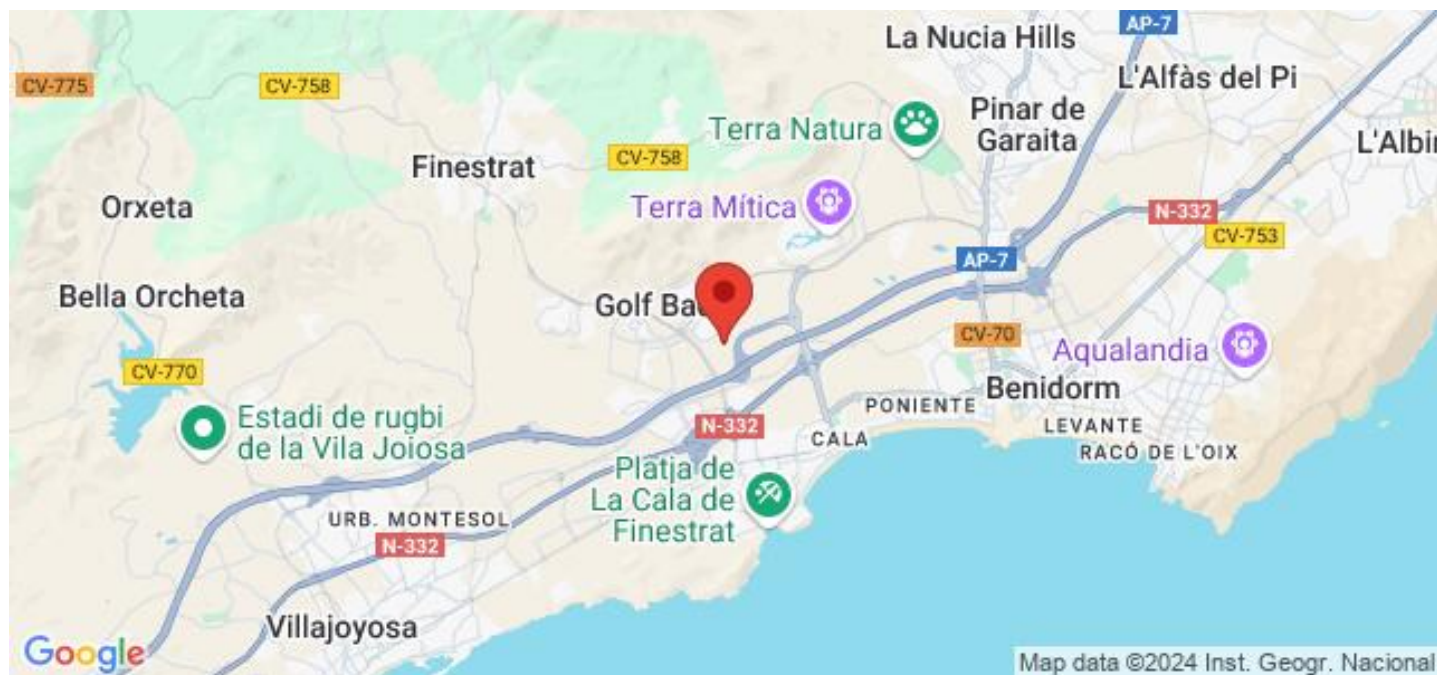 AP-7
La Nucia Hills
L'Alfàs del Pi
CV-775
CV-758
Terra Natura
Pinar de
Garaita
L'Albir
Finestrat
CV-758
Orxeta
Terra Mítica
N-332
CV-753
AP-7
Bella Orcheta
Golf Ba
CV-70
Aqualandia
CV-770
Benidorm
PONIENTE
LEVANTE
Estadi de rugbi
de la Vila Joiosa
N-332
CALA
RACÓ DE L'OIX
Platja de
La Cala de
Finestrat
URB. MONTESOL
N-332
Villajoyosa
Google
Map data ©2024 Inst. Geogr. Nacional